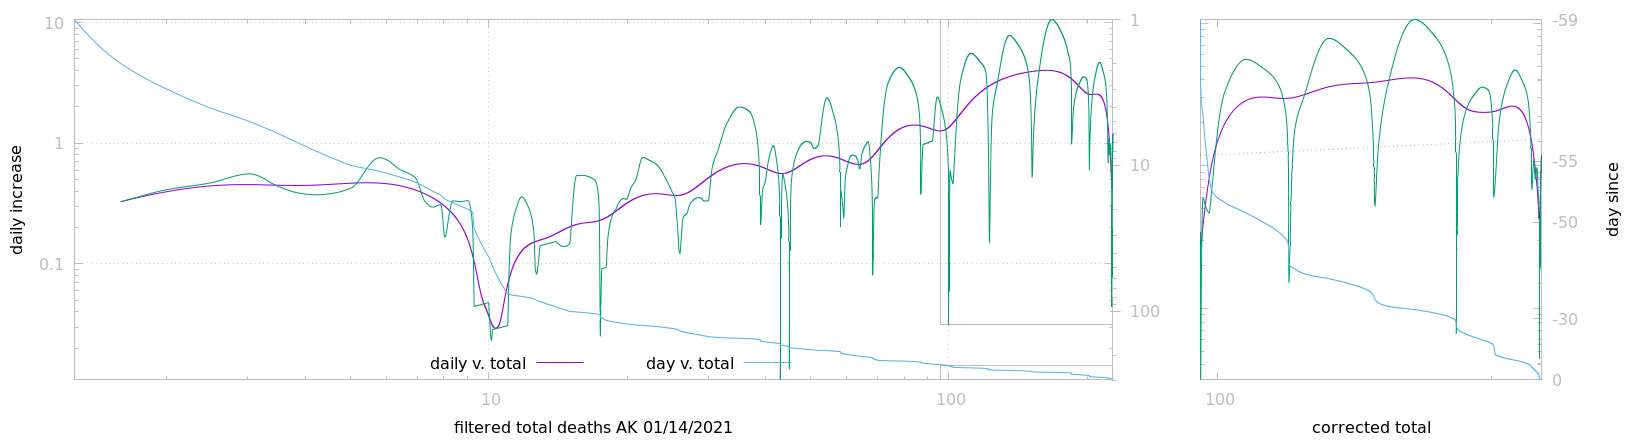 10
1
0.1
daily increase
daily v. total
day v. total
10
100
filtered total deaths AK 01/14/2021
1
10
100
100
corrected total
-59
-55
-50
-30
0
day since